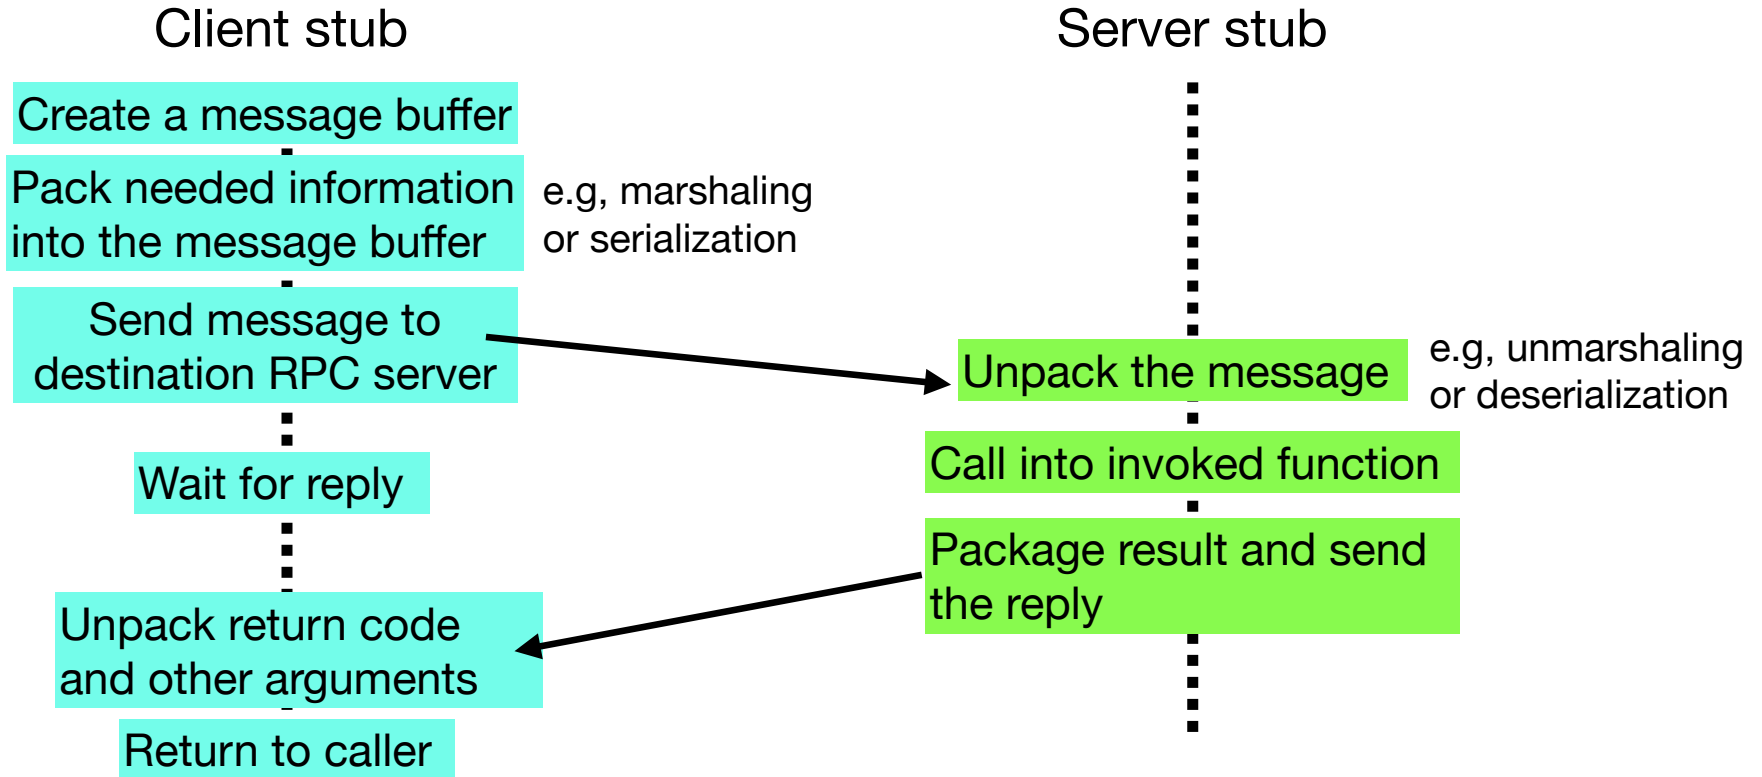 Client stub
Server stub
Create a message buffer
Pack needed information
into the message buffer
e.g, marshaling
or serialization
Send message to
destination RPC server
Unpack the message
e.g, unmarshaling
or deserialization
Call into invoked function
Wait for reply
Package result and send
the reply
Unpack return code
and other arguments
Return to caller